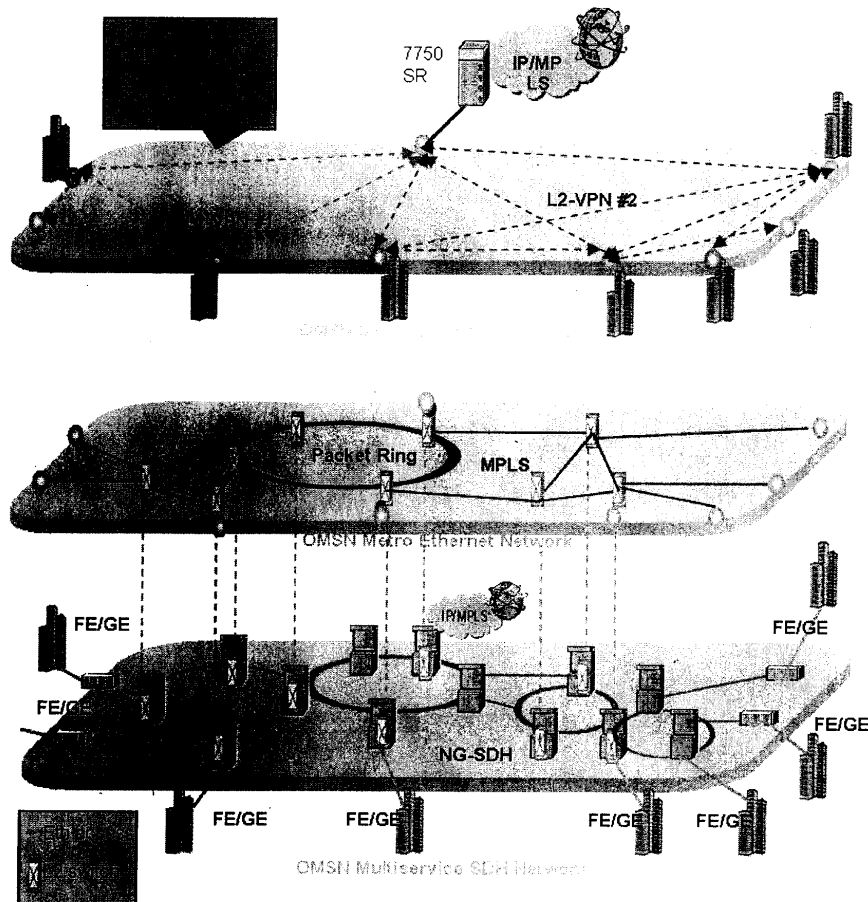 7750
SR
IP/MP
LS
L2-VPN #2
Packet Ring
MPLS
OMSN Metro Ethernet Network
IP/MPLS
FE/GE
FE/GE
FE/GE
FE/GE
NG-SDH
FE/GE
FE/GE
FE/GE
FE/GE
OMSN Multiservice SDH Network